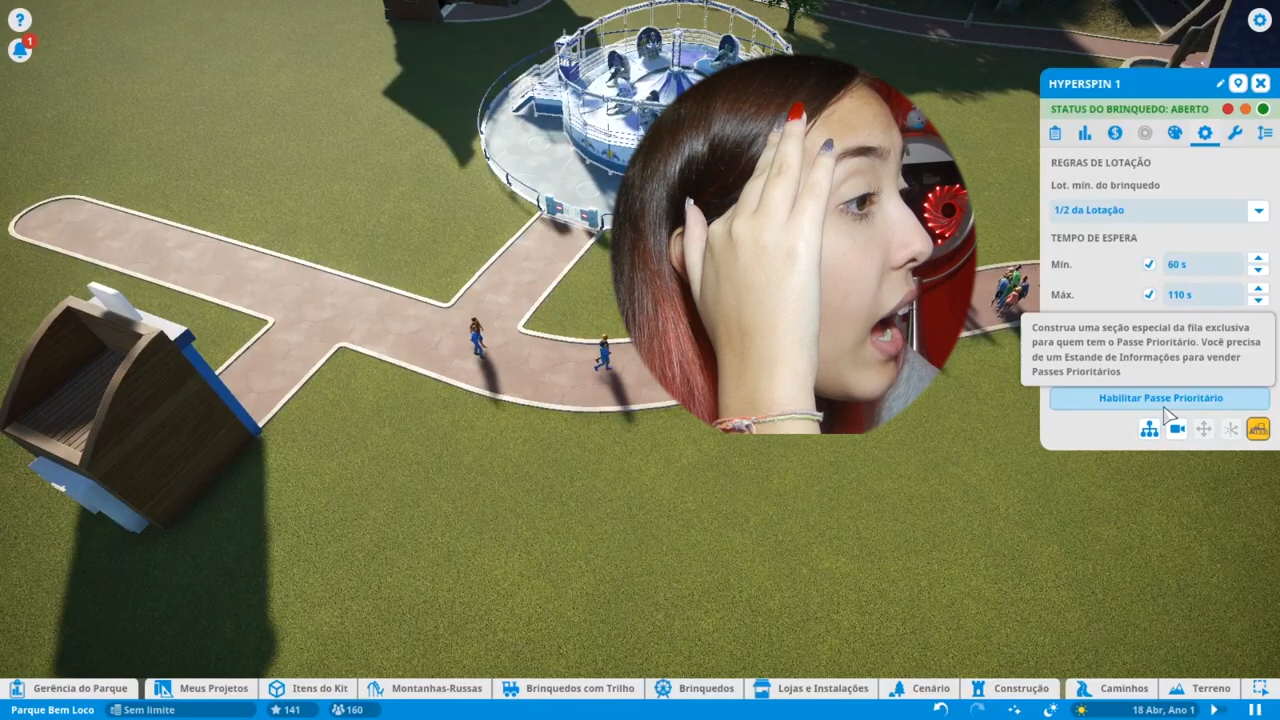 1
HYPERSPIN 1
STATUS DO BRINQUEDO: ABERTO
REGRAS DE LOTAÇÃO
Lot. mín. do brinquedo
1/2 da Lotação
TEMPO DE ESPERA
Mín. 60 s
Máx. 110 s
Construa uma seção especial da fila exclusiva
para quem tem o Passe Prioritário. Você precisa
de um Estande de Informações para vender
Passes Prioritários
Habilitar Passe Prioritário
Gerência do Parque Meus Projetos Itens do Kit Montanhas-Russas Brinquedos com Trilho Brinquedos Lojas e Instalações Cenário Construção Caminhos Terreno
Parque Bem Loco Sem limite 141 160 18 Abr, Ano 1